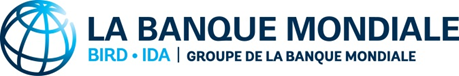 LA BANQUE MONDIALE
BIRD • IDA | GROUPE DE LA BANQUE MONDIALE